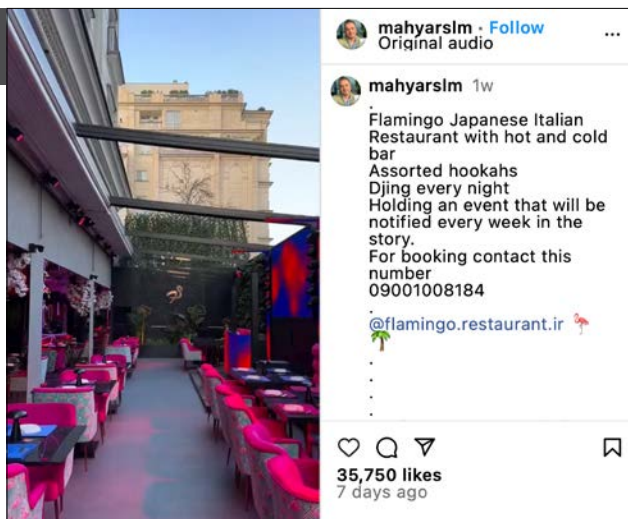 mahyarslm · Follow
Original audio
...
mahyarslm 1w
.
Flamingo Japanese Italian
Restaurant with hot and cold
bar
Assorted hookahs
Djing every night
Holding an event that will be
notified every week in the
story.
For booking contact this
number
09001008184
.
@flamingo.restaurant.ir 🦩
🌴
.
.
.
.
35,750 likes
7 days ago